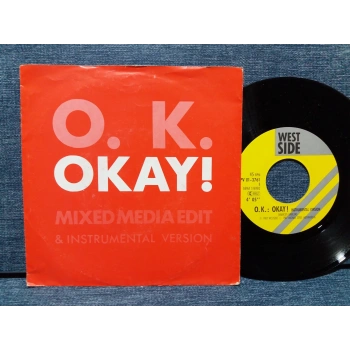 O. K.
OKAY!
MIXED MEDIA EDIT
& INSTRUMENTAL VERSION
WEST
SIDE
O.K.: OKAY!